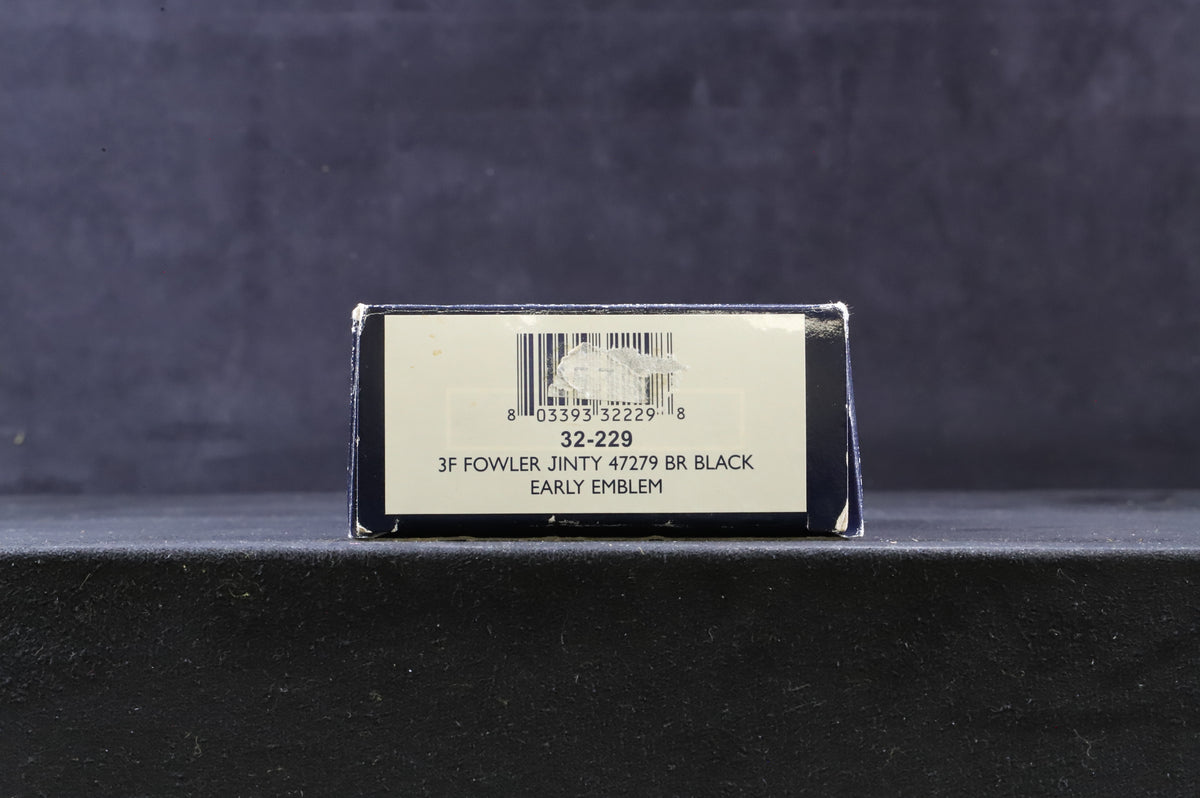 8 03393 32229 8
32-229
3F FOWLER JINTY 47279 BR BLACK
EARLY EMBLEM